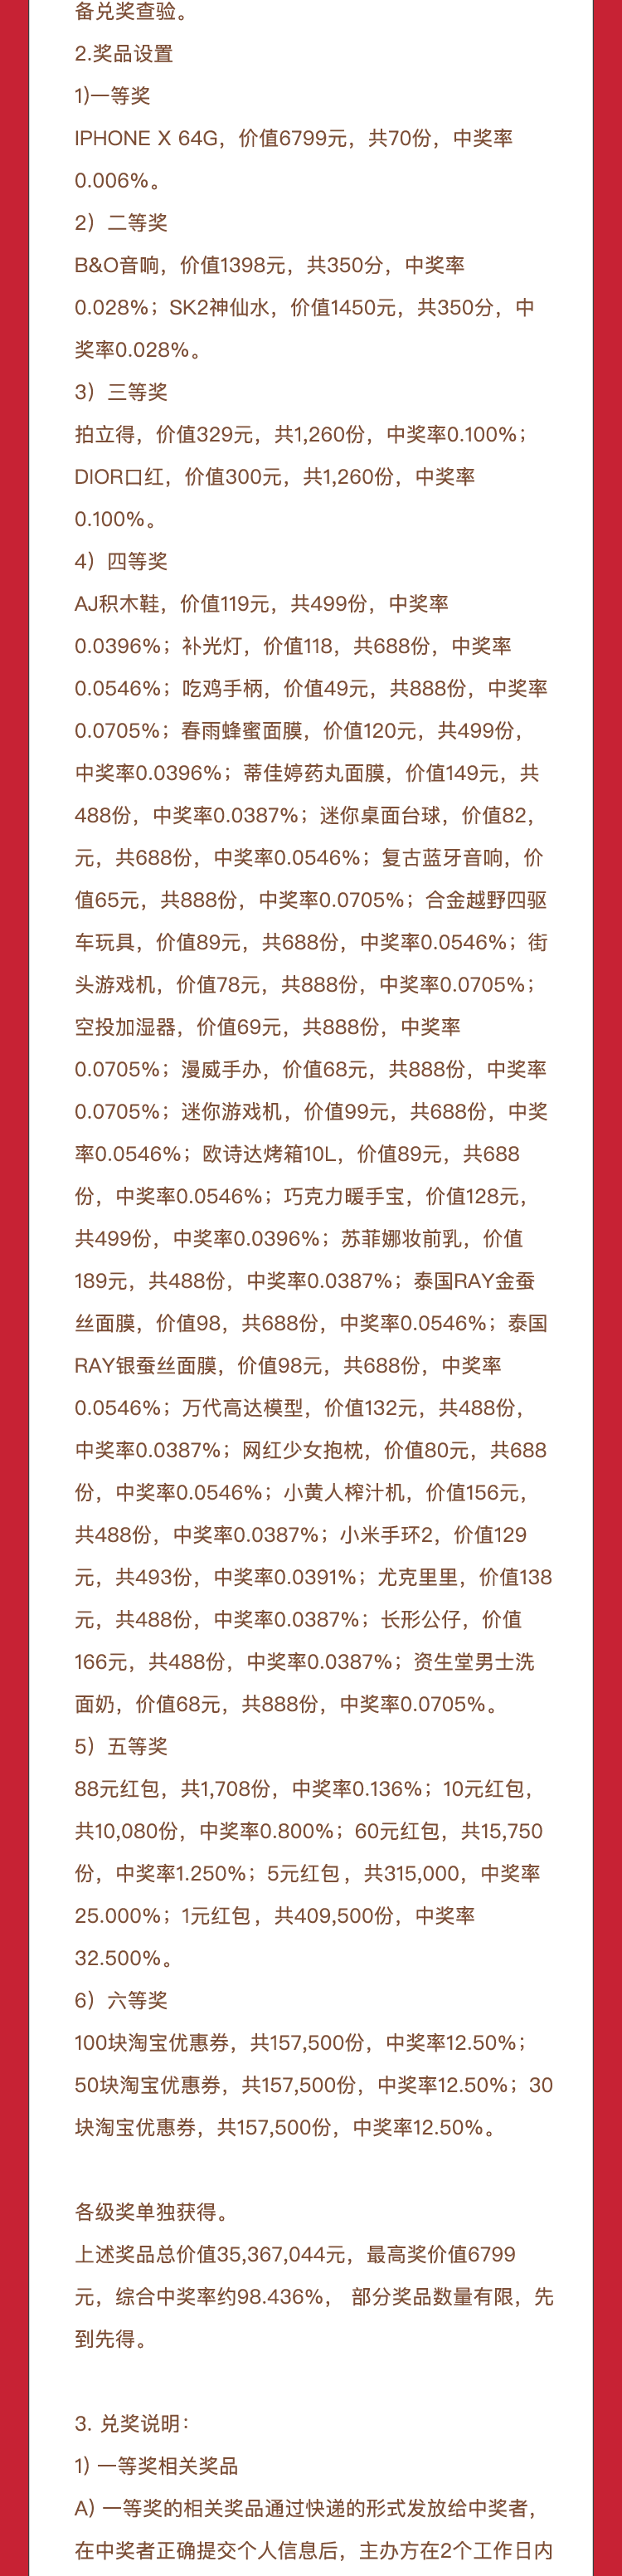 备兑奖查验。
2.奖品设置
1)一等奖
IPHONE X 64G，价值6799元，共70份，中奖率
0.006%。
2）二等奖
B&O音响，价值1398元，共350分，中奖率
0.028%；SK2神仙水，价值1450元，共350分，中
奖率0.028%。
3）三等奖
拍立得，价值329元，共1,260份，中奖率0.100%；
DIOR口红，价值300元，共1,260份，中奖率
0.100%。
4）四等奖
AJ积木鞋，价值119元，共499份，中奖率
0.0396%；补光灯，价值118，共688份，中奖率
0.0546%；吃鸡手柄，价值49元，共888份，中奖率
0.0705%；春雨蜂蜜面膜，价值120元，共499份，
中奖率0.0396%；蒂佳婷药丸面膜，价值149元，共
488份，中奖率0.0387%；迷你桌面台球，价值82，
元，共688份，中奖率0.0546%；复古蓝牙音响，价
值65元，共888份，中奖率0.0705%；合金越野四驱
车玩具，价值89元，共688份，中奖率0.0546%；街
头游戏机，价值78元，共888份，中奖率0.0705%；
空投加湿器，价值69元，共888份，中奖率
0.0705%；漫威手办，价值68元，共888份，中奖率
0.0705%；迷你游戏机，价值99元，共688份，中奖
率0.0546%；欧诗达烤箱10L，价值89元，共688
份，中奖率0.0546%；巧克力暖手宝，价值128元，
共499份，中奖率0.0396%；苏菲娜妆前乳，价值
189元，共488份，中奖率0.0387%；泰国RAY金蚕
丝面膜，价值98，共688份，中奖率0.0546%；泰国
RAY银蚕丝面膜，价值98元，共688份，中奖率
0.0546%；万代高达模型，价值132元，共488份，
中奖率0.0387%；网红少女抱枕，价值80元，共688
份，中奖率0.0546%；小黄人榨汁机，价值156元，
共488份，中奖率0.0387%；小米手环2，价值129
元，共493份，中奖率0.0391%；尤克里里，价值138
元，共488份，中奖率0.0387%；长形公仔，价值
166元，共488份，中奖率0.0387%；资生堂男士洗
面奶，价值68元，共888份，中奖率0.0705%。
5）五等奖
88元红包，共1,708份，中奖率0.136%；10元红包，
共10,080份，中奖率0.800%；60元红包，共15,750
份，中奖率1.250%；5元红包，共315,000，中奖率
25.000%；1元红包，共409,500份，中奖率
32.500%。
6）六等奖
100块淘宝优惠券，共157,500份，中奖率12.50%；
50块淘宝优惠券，共157,500份，中奖率12.50%；30
块淘宝优惠券，共157,500份，中奖率12.50%。
各级奖单独获得。
上述奖品总价值35,367,044元，最高奖价值6799
元，综合中奖率约98.436%， 部分奖品数量有限，先
到先得。
3. 兑奖说明：
1) 一等奖相关奖品
A) 一等奖的相关奖品通过快递的形式发放给中奖者，
在中奖者正确提交个人信息后，主办方在2个工作日内